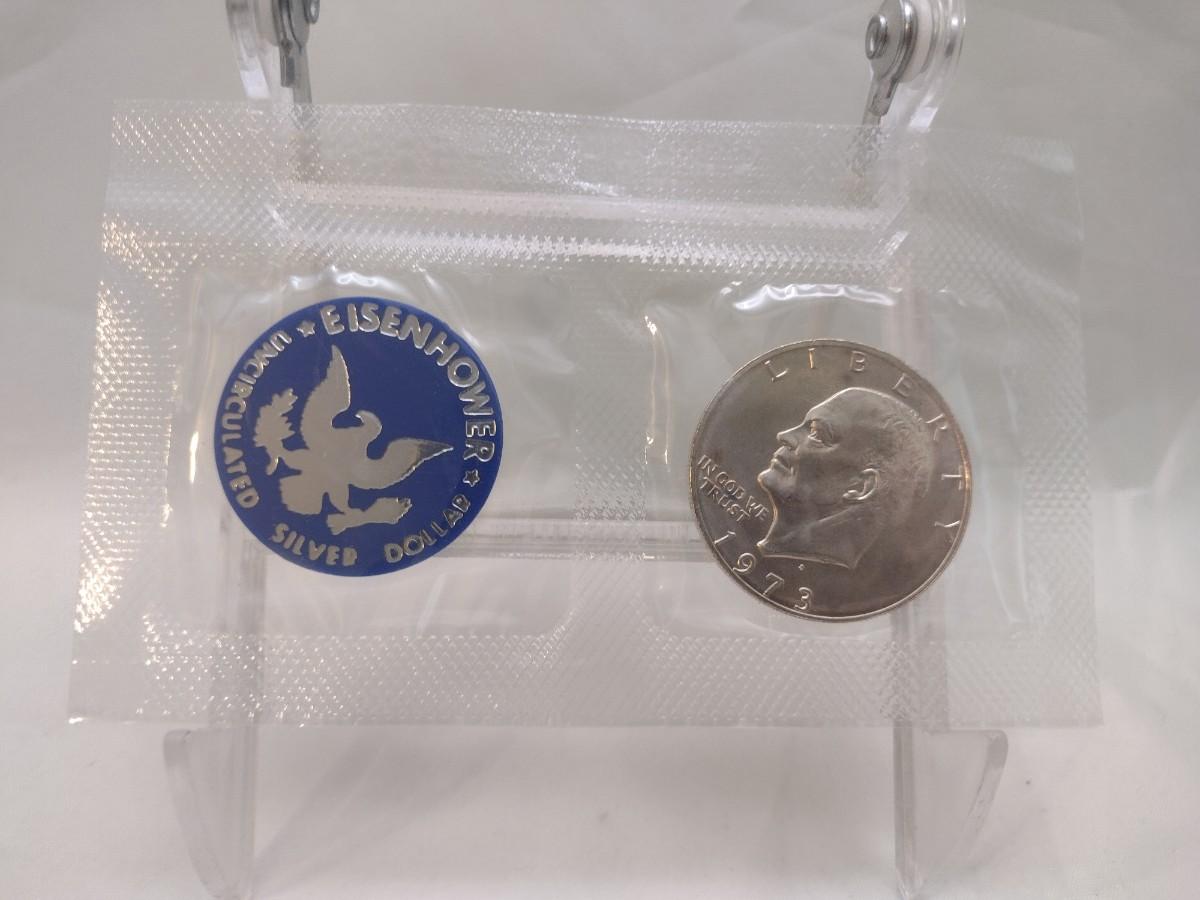 ★ EISENHOWER ★
UNCIRCULATED SILVER DOLLAR
LIBERTY
IN GOD WE
TRUST
1973